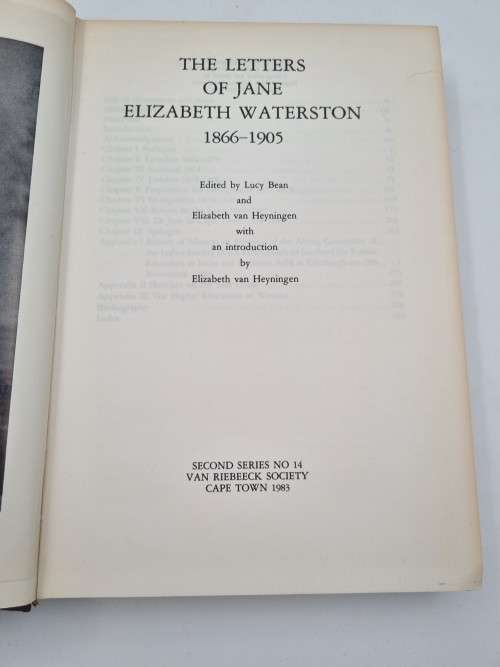 THE LETTERS
OF JANE
ELIZABETH WATERSTON
1866–1905
Edited by Lucy Bean
and
Elizabeth van Heyningen
with
an introduction
by
Elizabeth van Heyningen
SECOND SERIES NO 14
VAN RIEBEECK SOCIETY
CAPE TOWN 1983